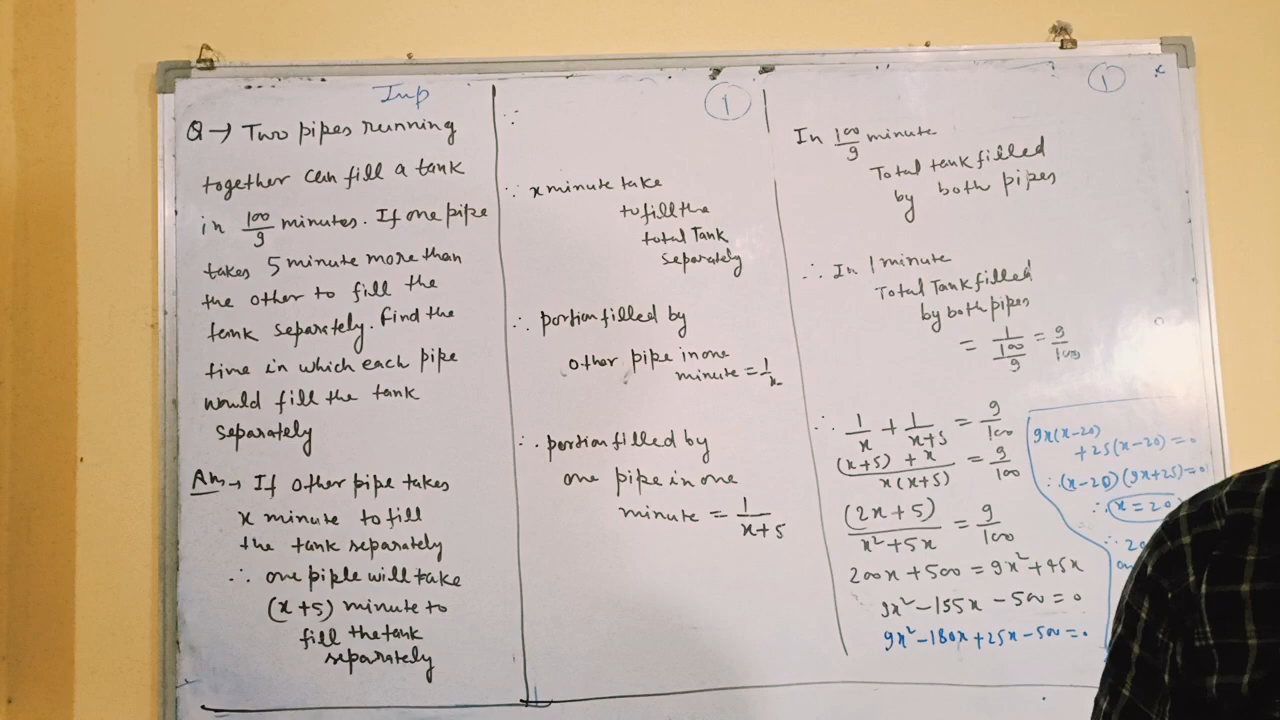 Imp
Q → Two pipes running
together can fill a tank
in 100/9 minutes. If one pipe
takes 5 minute more than
the other to fill the
tank separately. Find the
time in which each pipe
would fill the tank
separately
Ans → If other pipe takes
x minute to fill
the tank separately
∴ one piple will take
(x+5) minute to
fill the tank
separately
1
∵
∵ x minute take
to fill the
total Tank
separately
∴ portion filled by
other pipe in one
minute = 1/x
∴ portion filled by
one pipe in one
minute = 1/(x+5)
1
In 100/9 minute
Total tank filled
by both pipes
∴ In 1 minute
Total Tank filled
by both pipes
= 1/(100/9) = 9/100
∴ 1/x + 1/(x+5) = 9/100
((x+5) + x)/(x(x+5)) = 9/100
(2x+5)/(x²+5x) = 9/100
200x + 500 = 9x² + 45x
9x² - 155x - 500 = 0
9x² - 180x + 25x - 500 = 0
9x(x-20)
+ 25(x-20) = 0
∴ (x-20) (9x+25) = 0
∴ x = 20
∴ 20